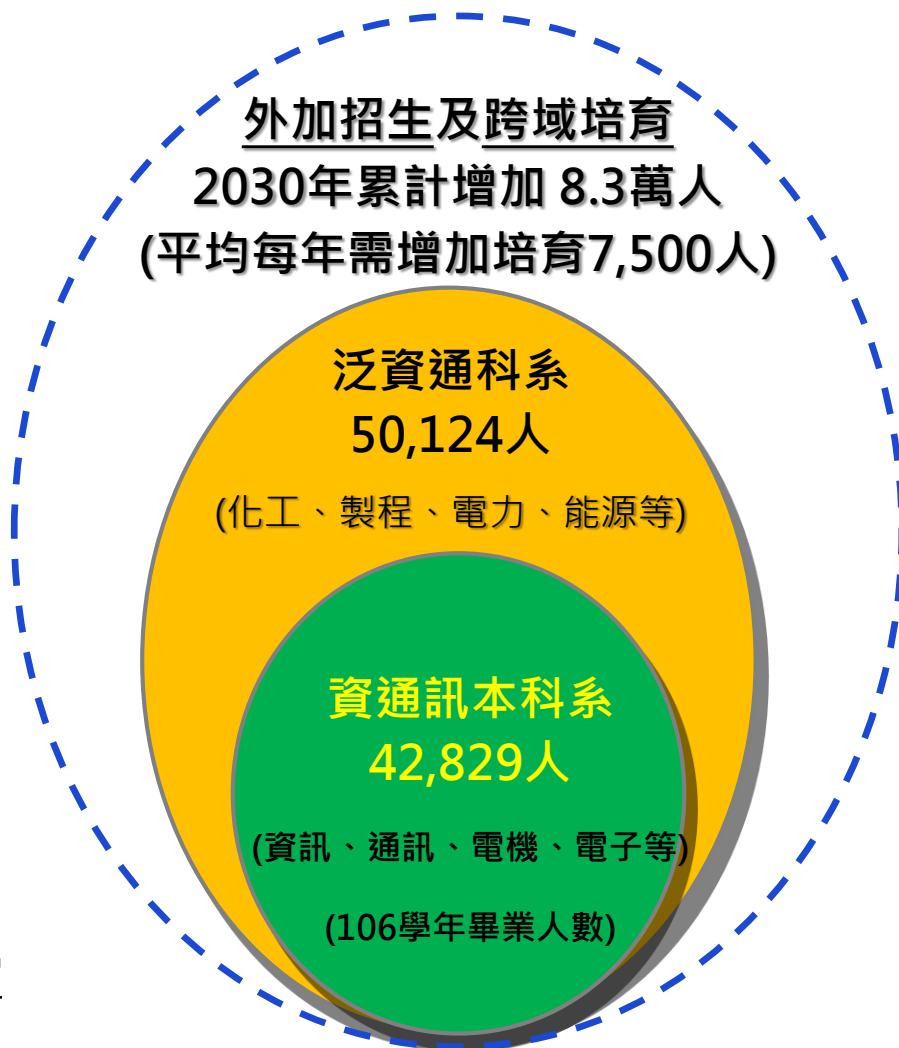 外加招生及跨域培育
2030年累計增加 8.3萬人
(平均每年需增加培育7,500人)
泛資通科系
50,124人
(化工、製程、電力、能源等)
資通訊本科系
42,829人
(資訊、通訊、電機、電子等)
(106學年畢業人數)